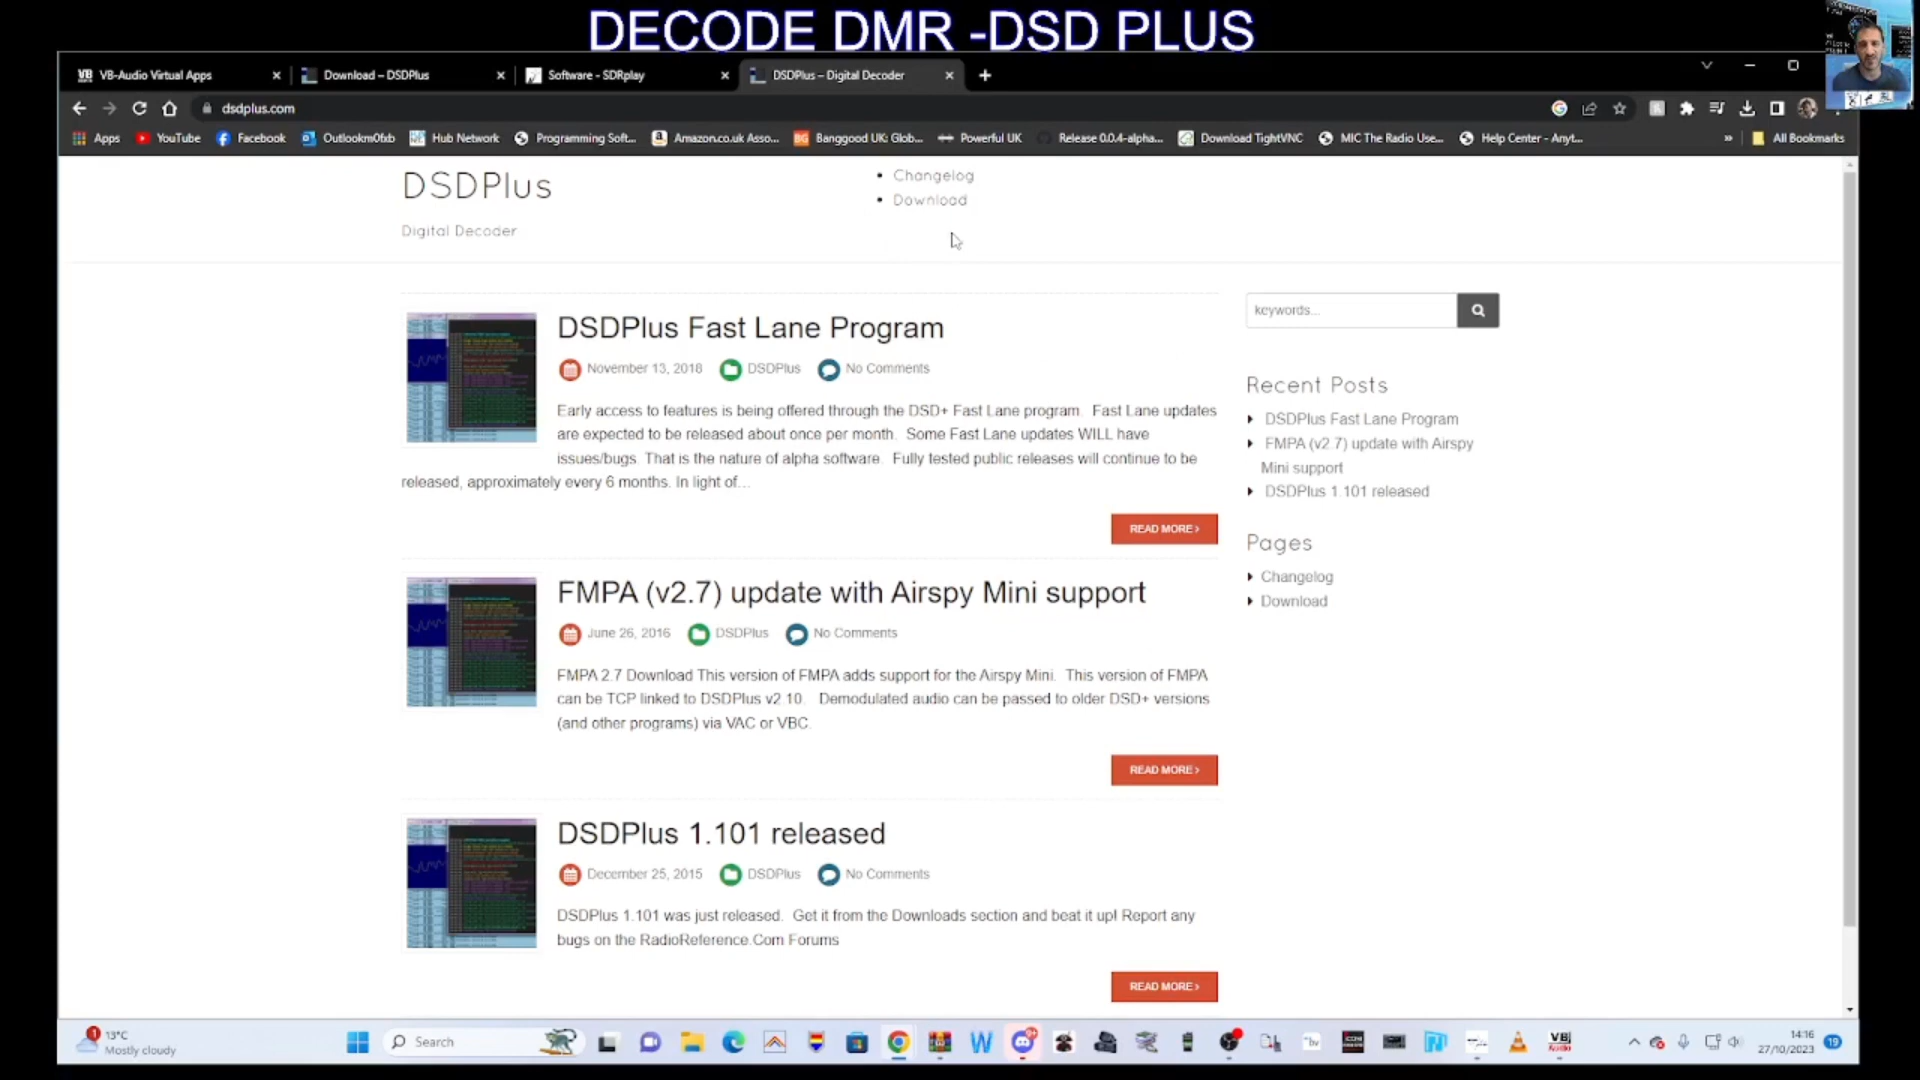 DECODE DMR -DSD PLUS
VB-Audio Virtual Apps
Download – DSDPlus
Software - SDRplay
DSDPlus – Digital Decoder
dsdplus.com
Apps
YouTube
Facebook
Outlookm0fxb
Hub Network
Programming Soft...
Amazon.co.uk Asso...
Banggood UK: Glob...
Powerful UK
Release 0.0.4-alpha...
Download TightVNC
MIC The Radio Use...
Help Center - Anyt...
»
All Bookmarks
DSDPlus
Digital Decoder
Changelog
Download
DSDPlus Fast Lane Program
November 13, 2018 DSDPlus No Comments
Early access to features is being offered through the DSD+ Fast Lane program. Fast Lane updates
are expected to be released about once per month. Some Fast Lane updates WILL have
issues/bugs. That is the nature of alpha software. Fully tested public releases will continue to be
released, approximately every 6 months. In light of…
READ MORE ›
FMPA (v2.7) update with Airspy Mini support
June 26, 2016 DSDPlus No Comments
FMPA 2.7 Download This version of FMPA adds support for the Airspy Mini. This version of FMPA
can be TCP linked to DSDPlus v2.10. Demodulated audio can be passed to older DSD+ versions
(and other programs) via VAC or VBC.
READ MORE ›
DSDPlus 1.101 released
December 25, 2015 DSDPlus No Comments
DSDPlus 1.101 was just released. Get it from the Downloads section and beat it up! Report any
bugs on the RadioReference.Com Forums
READ MORE ›
keywords...
Recent Posts
DSDPlus Fast Lane Program
FMPA (v2.7) update with Airspy
Mini support
DSDPlus 1.101 released
Pages
Changelog
Download
1
13°C
Mostly cloudy
Search
14:16
27/10/2023
19